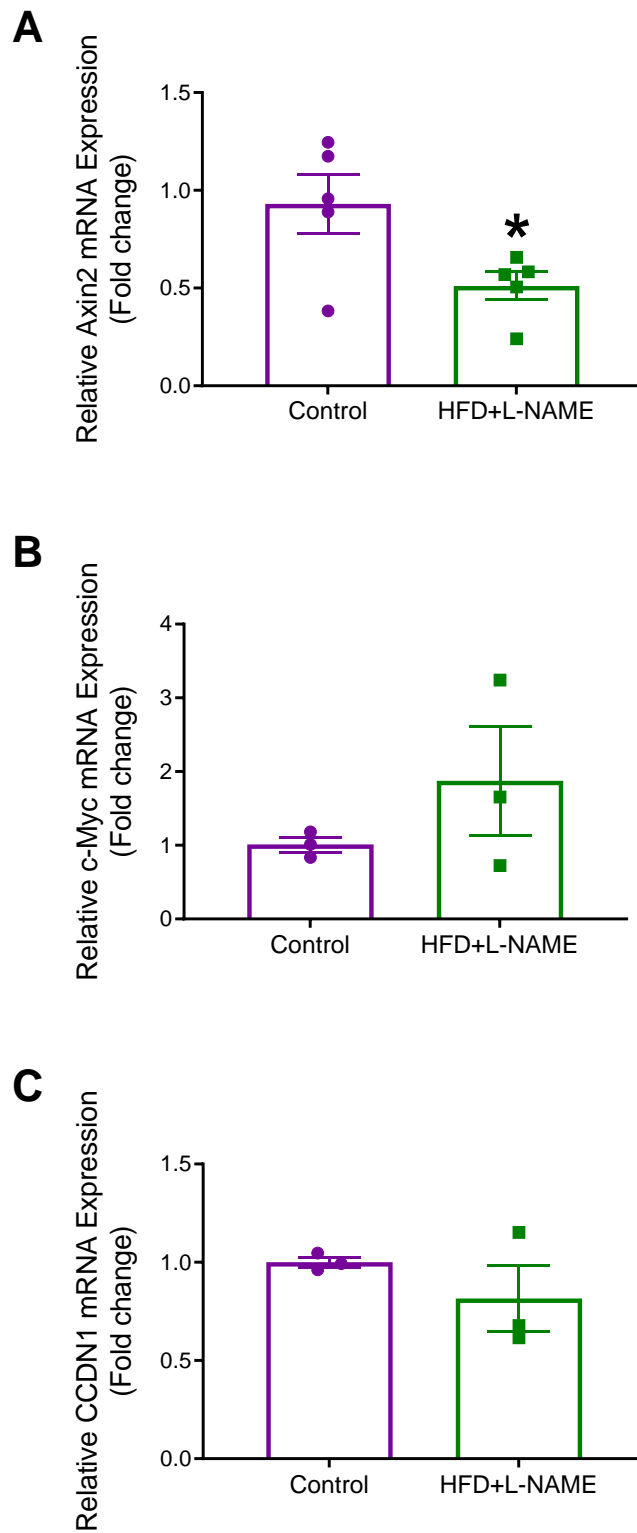 A
Relative Axin2 mRNA Expression
(Fold change)
1.5
1.0
0.5
0.0
*
Control
HFD+L-NAME
B
Relative c-Myc mRNA Expression
(Fold change)
4
3
2
1
0
Control
HFD+L-NAME
C
Relative CCDN1 mRNA Expression
(Fold change)
1.5
1.0
0.5
0.0
Control
HFD+L-NAME